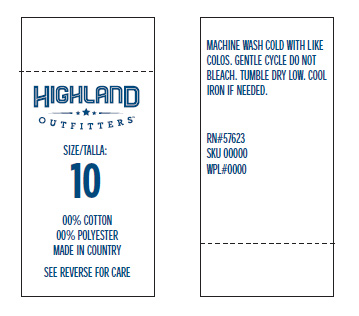 HIGHLAND
OUTFITTERS™
SIZE/TALLA:
10
00% COTTON
00% POLYESTER
MADE IN COUNTRY
SEE REVERSE FOR CARE
MACHINE WASH COLD WITH LIKE
COLOS. GENTLE CYCLE DO NOT
BLEACH. TUMBLE DRY LOW. COOL
IRON IF NEEDED.
RN#57623
SKU 00000
WPL#0000